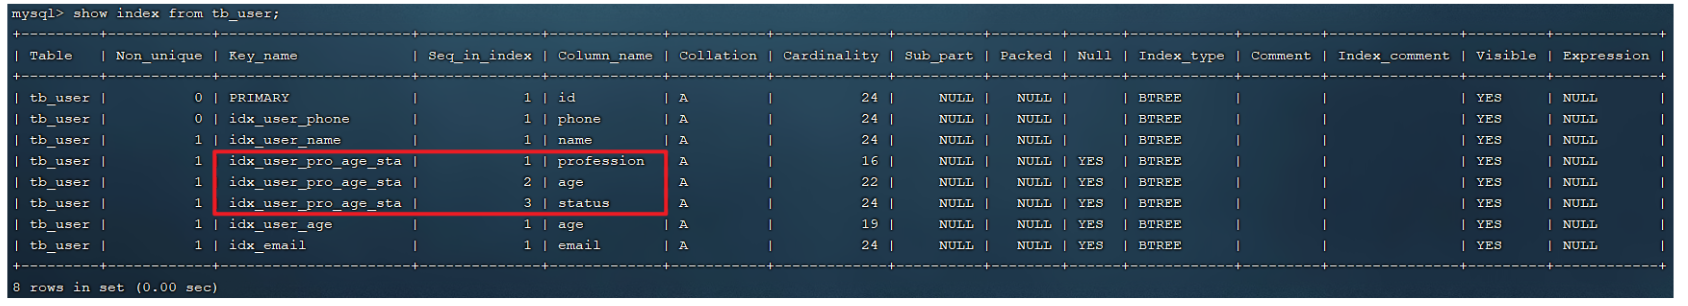 mysql> show index from tb_user;
+---------+------------+----------------------+--------------+-------------+-----------+-------------+----------+--------+------+------------+---------+---------------+---------+------------+
| Table   | Non_unique | Key_name             | Seq_in_index | Column_name | Collation | Cardinality | Sub_part | Packed | Null | Index_type | Comment | Index_comment | Visible | Expression |
+---------+------------+----------------------+--------------+-------------+-----------+-------------+----------+--------+------+------------+---------+---------------+---------+------------+
| tb_user |          0 | PRIMARY              |            1 | id          | A         |          24 |     NULL |   NULL |      | BTREE      |         |               | YES     | NULL       |
| tb_user |          0 | idx_user_phone       |            1 | phone       | A         |          24 |     NULL |   NULL |      | BTREE      |         |               | YES     | NULL       |
| tb_user |          1 | idx_user_name        |            1 | name        | A         |          24 |     NULL |   NULL |      | BTREE      |         |               | YES     | NULL       |
| tb_user |          1 | idx_user_pro_age_sta |            1 | profession  | A         |          16 |     NULL |   NULL | YES  | BTREE      |         |               | YES     | NULL       |
| tb_user |          1 | idx_user_pro_age_sta |            2 | age         | A         |          22 |     NULL |   NULL | YES  | BTREE      |         |               | YES     | NULL       |
| tb_user |          1 | idx_user_pro_age_sta |            3 | status      | A         |          24 |     NULL |   NULL | YES  | BTREE      |         |               | YES     | NULL       |
| tb_user |          1 | idx_user_age         |            1 | age         | A         |          19 |     NULL |   NULL | YES  | BTREE      |         |               | YES     | NULL       |
| tb_user |          1 | idx_email            |            1 | email       | A         |          24 |     NULL |   NULL | YES  | BTREE      |         |               | YES     | NULL       |
+---------+------------+----------------------+--------------+-------------+-----------+-------------+----------+--------+------+------------+---------+---------------+---------+------------+
8 rows in set (0.00 sec)